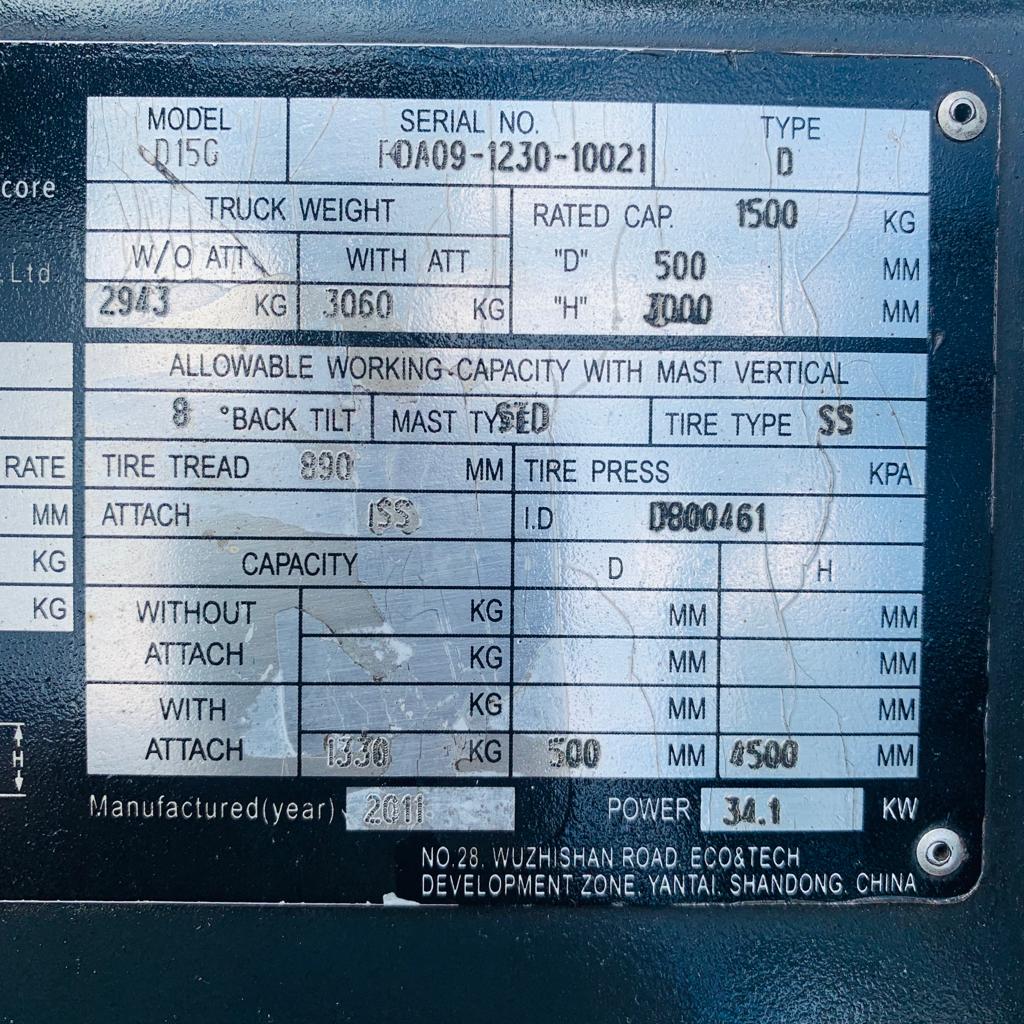 core
.Ltd
RATE
MM
KG
KG
H
MODEL SERIAL NO. TYPE
D15G FDA09-1230-10021 D
TRUCK WEIGHT RATED CAP. 1500 KG
W/O ATT WITH ATT "D" 500 MM
2943 KG 3060 KG "H" 3000 MM
ALLOWABLE WORKING CAPACITY WITH MAST VERTICAL
8 °BACK TILT MAST TYPE TIRE TYPE SS
TIRE TREAD 890 MM TIRE PRESS KPA
ATTACH ISS I.D D800461
CAPACITY D H
WITHOUT KG MM MM
ATTACH KG MM MM
WITH KG MM MM
ATTACH 1330 KG 500 MM 4500 MM
Manufactured(year) 2011 POWER 34.1 KW
NO.28. WUZHISHAN ROAD ECO&TECH
DEVELOPMENT ZONE. YANTAI. SHANDONG. CHINA